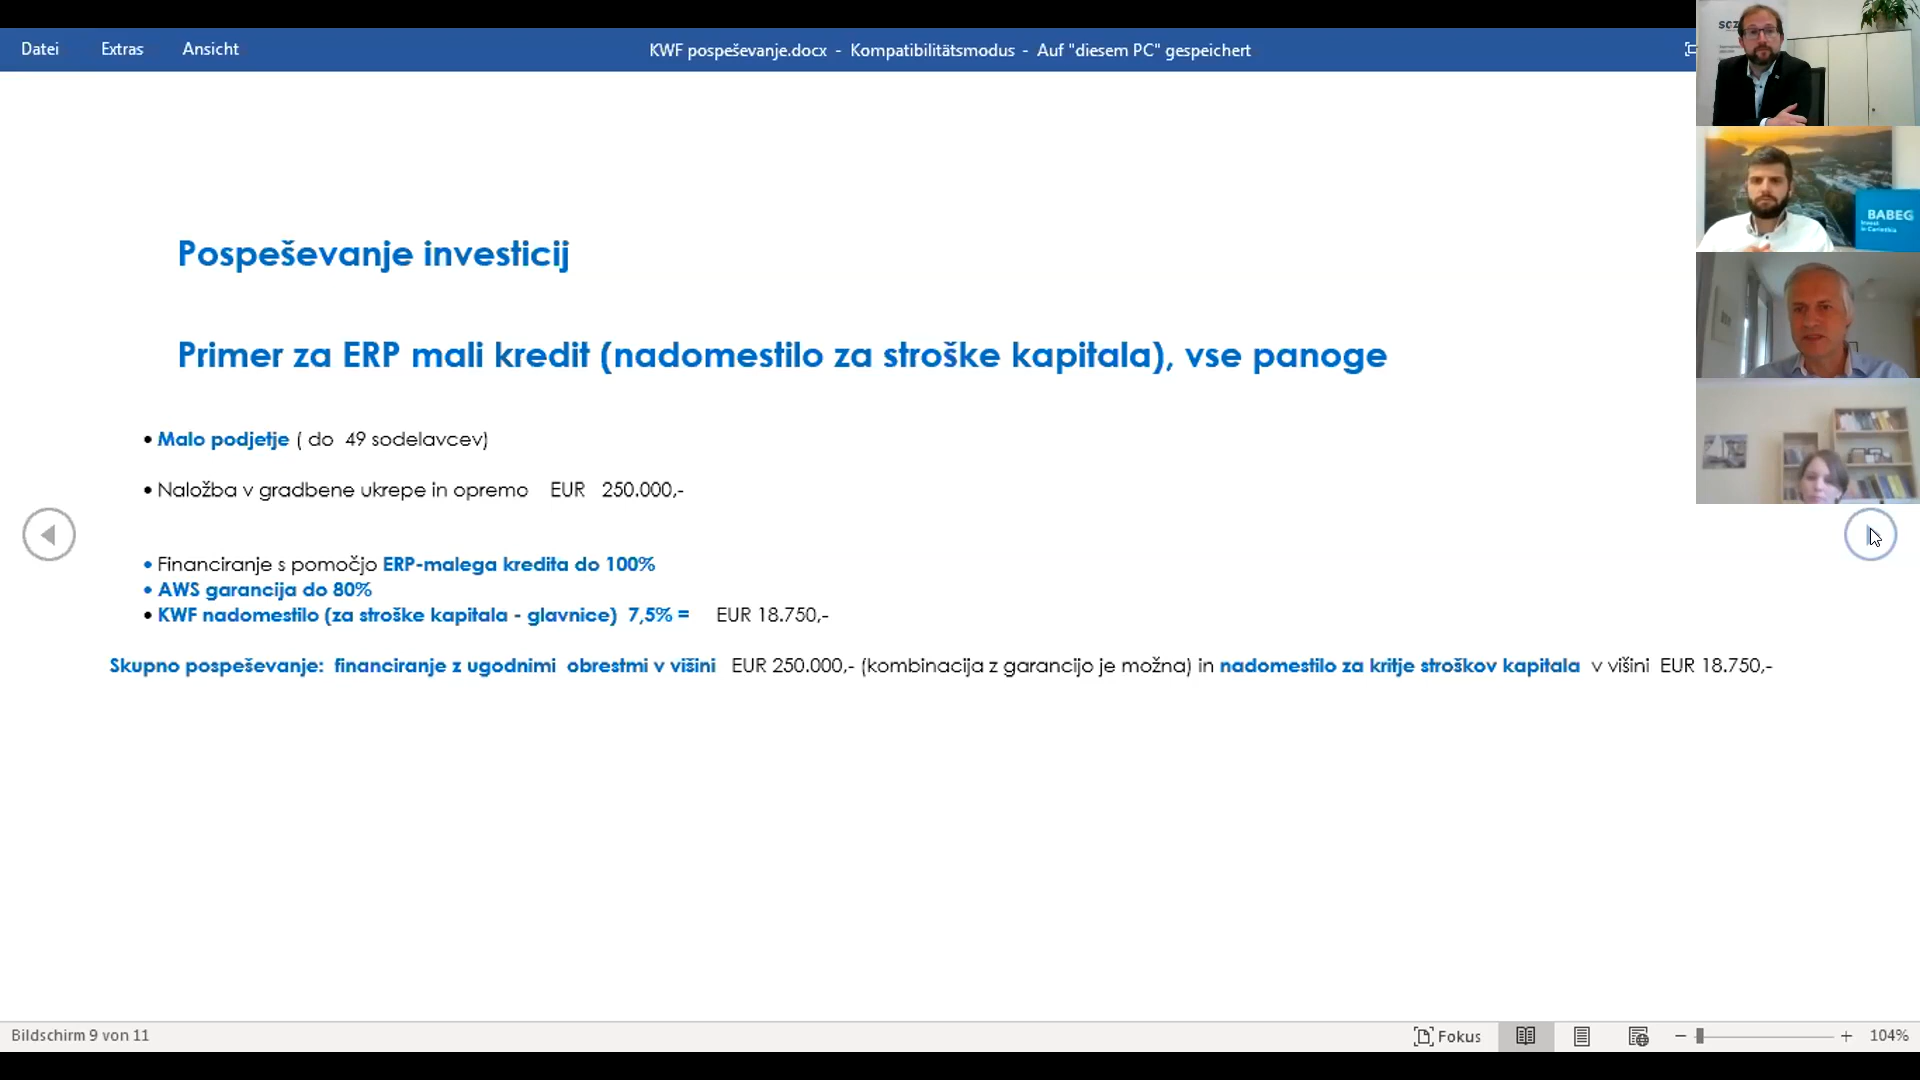 Datei Extras Ansicht KWF pospeševanje.docx - Kompatibilitätsmodus - Auf "diesem PC" gespeichert
BABEG
Invest
in Carinthia
Pospeševanje investicij
Primer za ERP mali kredit (nadomestilo za stroške kapitala), vse panoge
• Malo podjetje ( do 49 sodelavcev)
• Naložba v gradbene ukrepe in opremo EUR 250.000,-
• Financiranje s pomočjo ERP-malega kredita do 100%
• AWS garancija do 80%
• KWF nadomestilo (za stroške kapitala - glavnice) 7,5% = EUR 18.750,-
Skupno pospeševanje: financiranje z ugodnimi obrestmi v višini EUR 250.000,- (kombinacija z garancijo je možna) in nadomestilo za kritje stroškov kapitala v višini EUR 18.750,-
Bildschirm 9 von 11 Fokus 104%